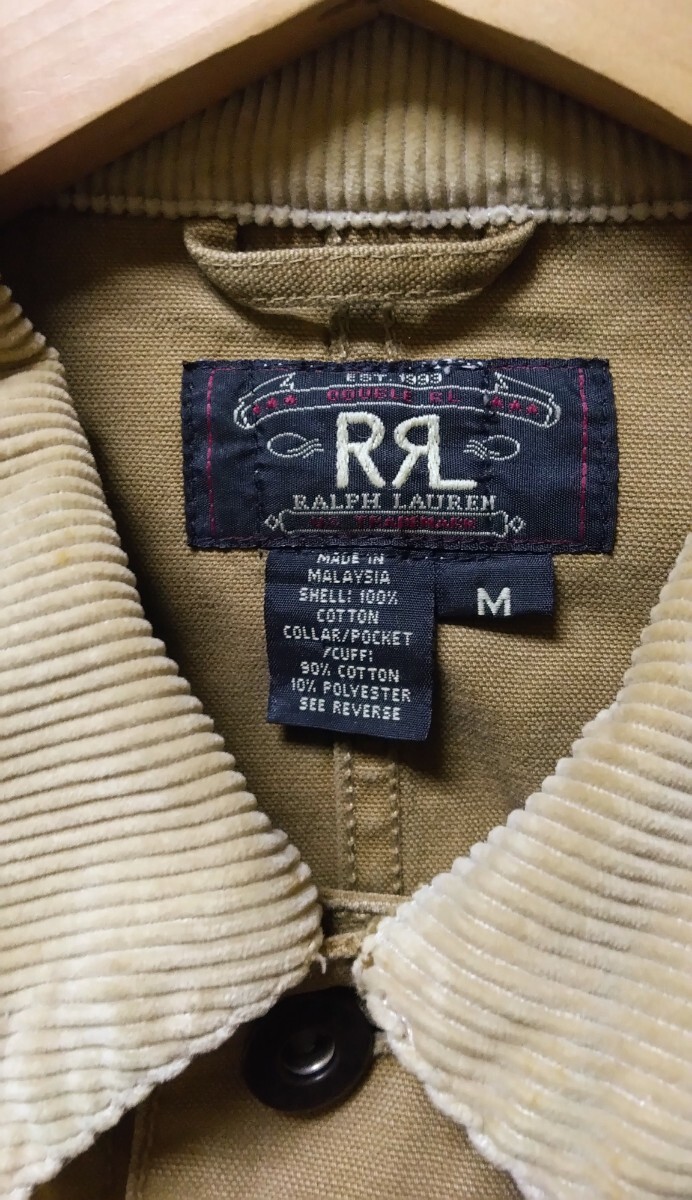 EST. 1993
DOUBLE RL
RRL
RALPH LAUREN
TRADEMARK
M
MADE IN
MALAYSIA
SHELL: 100%
COTTON
COLLAR/POCKET
/CUFF:
90% COTTON
10% POLYESTER
SEE REVERSE